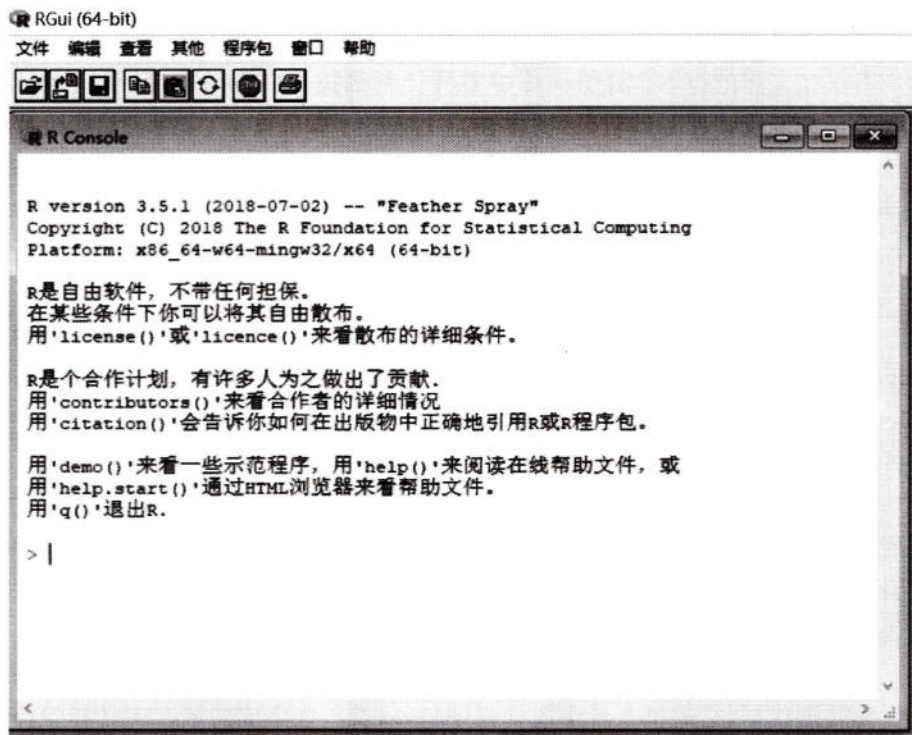 RGui (64-bit)
文件 编辑 查看 其他 程序包 窗口 帮助
R Console
R version 3.5.1 (2018-07-02) -- "Feather Spray"
Copyright (C) 2018 The R Foundation for Statistical Computing
Platform: x86_64-w64-mingw32/x64 (64-bit)
R是自由软件，不带任何担保。
在某些条件下你可以将其自由散布。
用'license()'或'licence()'来看散布的详细条件。
R是个合作计划，有许多人为之做出了贡献.
用'contributors()'来看合作者的详细情况
用'citation()'会告诉你如何在出版物中正确地引用R或R程序包。
用'demo()'来看一些示范程序，用'help()'来阅读在线帮助文件，或
用'help.start()'通过HTML浏览器来看帮助文件。
用'q()'退出R.
>